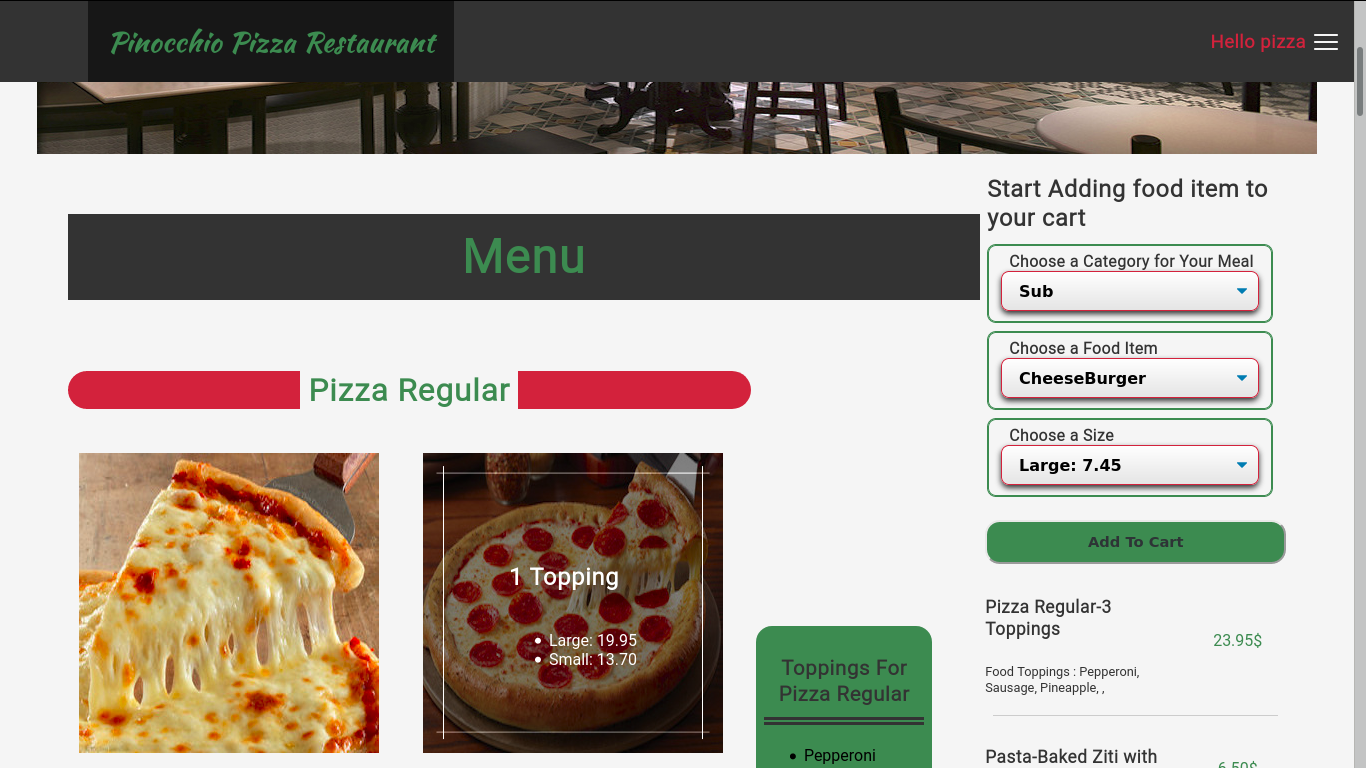 Pinocchio Pizza Restaurant
Hello pizza
Menu
Pizza Regular
1 Topping
Large: 19.95
Small: 13.70
Toppings For
Pizza Regular
Pepperoni
Start Adding food item to
your cart
Choose a Category for Your Meal
Sub
Choose a Food Item
CheeseBurger
Choose a Size
Large: 7.45
Add To Cart
Pizza Regular-3
Toppings
23.95$
Food Toppings : Pepperoni,
Sausage, Pineapple, ,
Pasta-Baked Ziti with
6.50$